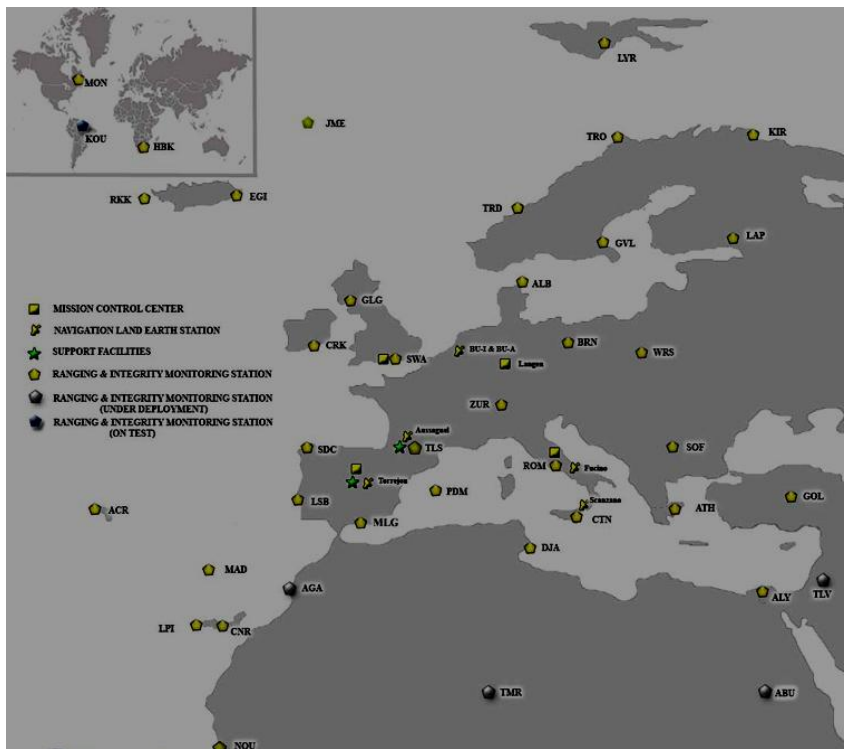 MON
KOU
HBK
LYR
JME
TRO
KIR
RKK
EGI
TRD
GVL
LAP
ALB
GLG
MISSION CONTROL CENTER
NAVIGATION LAND EARTH STATION
SUPPORT FACILITIES
RANGING & INTEGRITY MONITORING STATION
RANGING & INTEGRITY MONITORING STATION
(UNDER DEPLOYMENT)
RANGING & INTEGRITY MONITORING STATION
(ON TEST)
CRK
SWA
BU-I & BU-A
Langen
BRN
WRS
ZUR
Aussaguel
TLS
SDC
ROM
Fucino
SOF
Torrejon
LSB
PDM
Scanzano
CTN
ATH
GOL
ACR
MLG
DJA
MAD
AGA
ALY
TLV
LPI
CNR
TMR
ABU
NOU